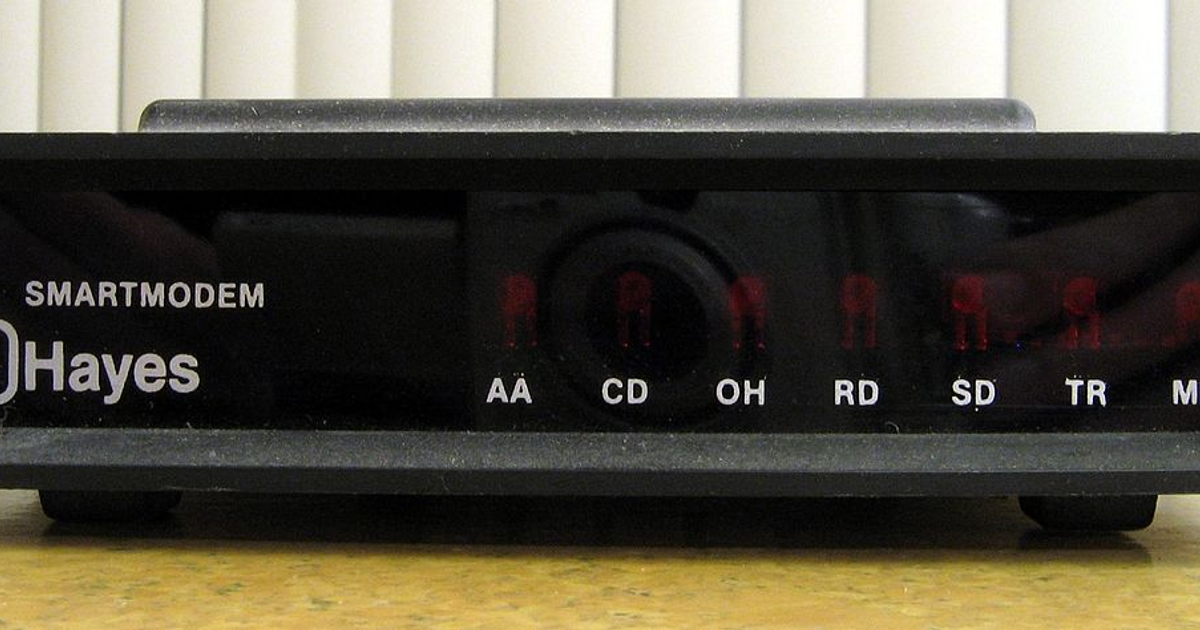 SMARTMODEM
Hayes
AA CD OH RD SD TR M